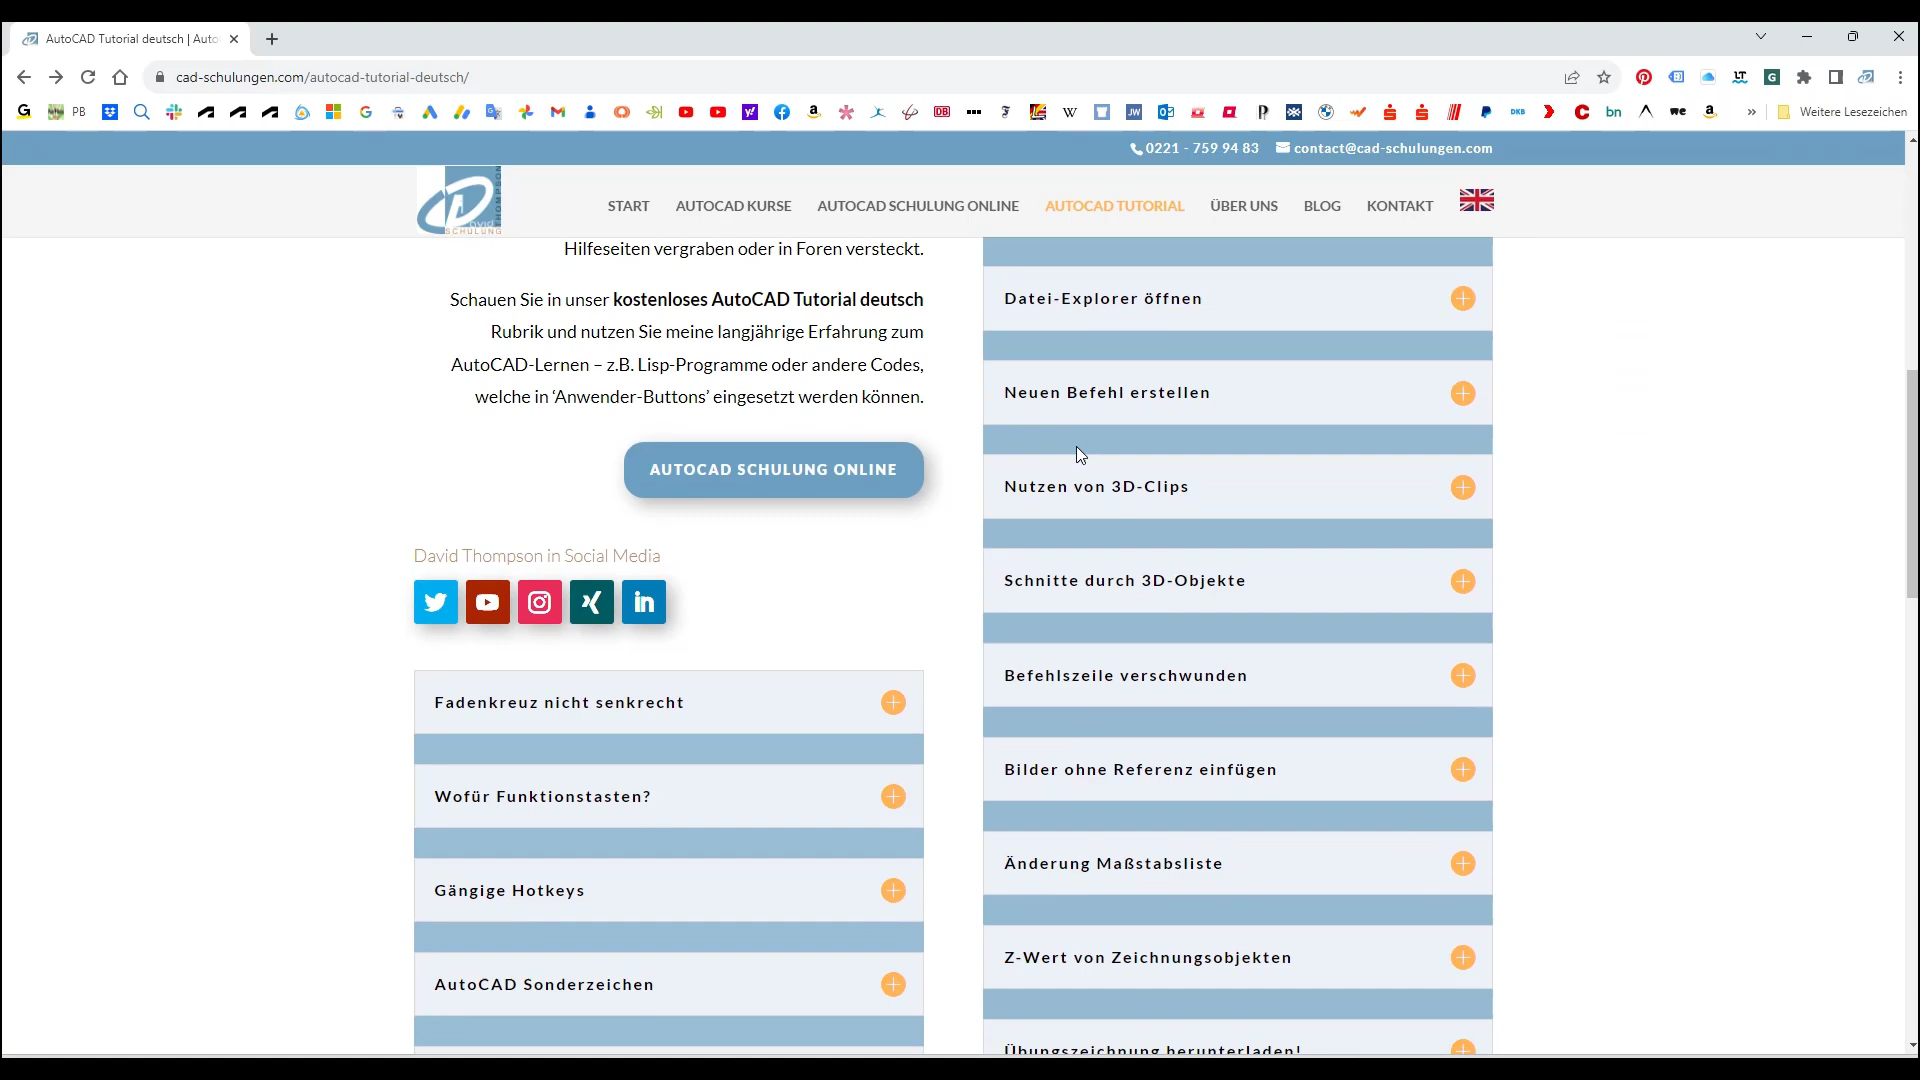 AutoCAD Tutorial deutsch | Auto
cad-schulungen.com/autocad-tutorial-deutsch/
PB
Weitere Lesezeichen
0221 - 759 94 83
contact@cad-schulungen.com
START
AUTOCAD KURSE
AUTOCAD SCHULUNG ONLINE
AUTOCAD TUTORIAL
ÜBER UNS
BLOG
KONTAKT
THOMPSON
SCHULUNG
Hilfeseiten vergraben oder in Foren versteckt.
Schauen Sie in unser kostenloses AutoCAD Tutorial deutsch
Rubrik und nutzen Sie meine langjährige Erfahrung zum
AutoCAD-Lernen – z.B. Lisp-Programme oder andere Codes,
welche in ‘Anwender-Buttons’ eingesetzt werden können.
AUTOCAD SCHULUNG ONLINE
David Thompson in Social Media
Fadenkreuz nicht senkrecht
Wofür Funktionstasten?
Gängige Hotkeys
AutoCAD Sonderzeichen
Datei-Explorer öffnen
Neuen Befehl erstellen
Nutzen von 3D-Clips
Schnitte durch 3D-Objekte
Befehlszeile verschwunden
Bilder ohne Referenz einfügen
Änderung Maßstabsliste
Z-Wert von Zeichnungsobjekten
Übungszeichnung herunterladen!